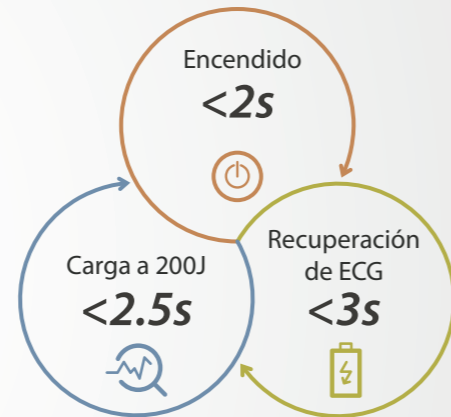 Encendido
<2s
Carga a 200J
<2.5s
Recuperación
de ECG
<3s